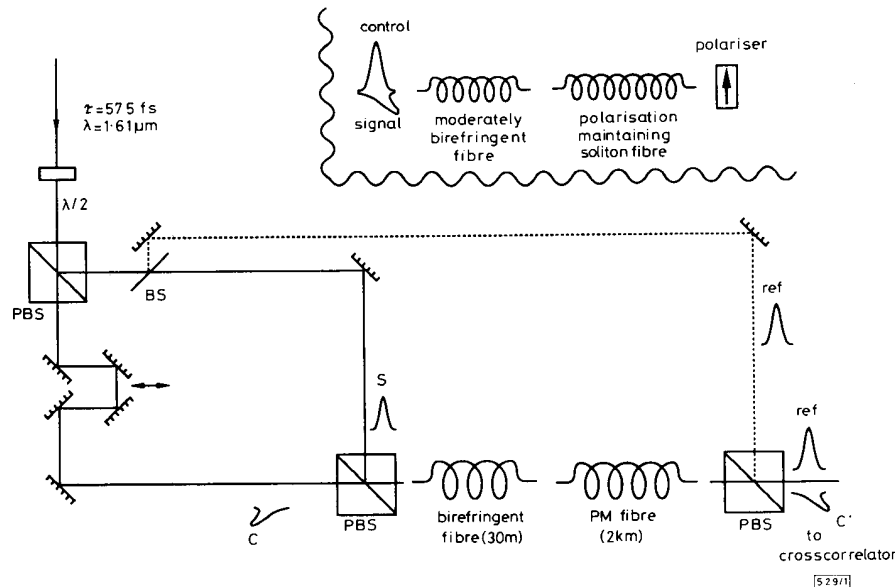 control
signal
moderately
birefringent
fibre
polarisation
maintaining
soliton fibre
polariser
τ=575 fs
λ=1·61µm
λ/2
PBS
BS
S
ref
ref
C
PBS
birefringent
fibre(30m)
PM fibre
(2km)
PBS
C'
to
crosscorrelator
529/1